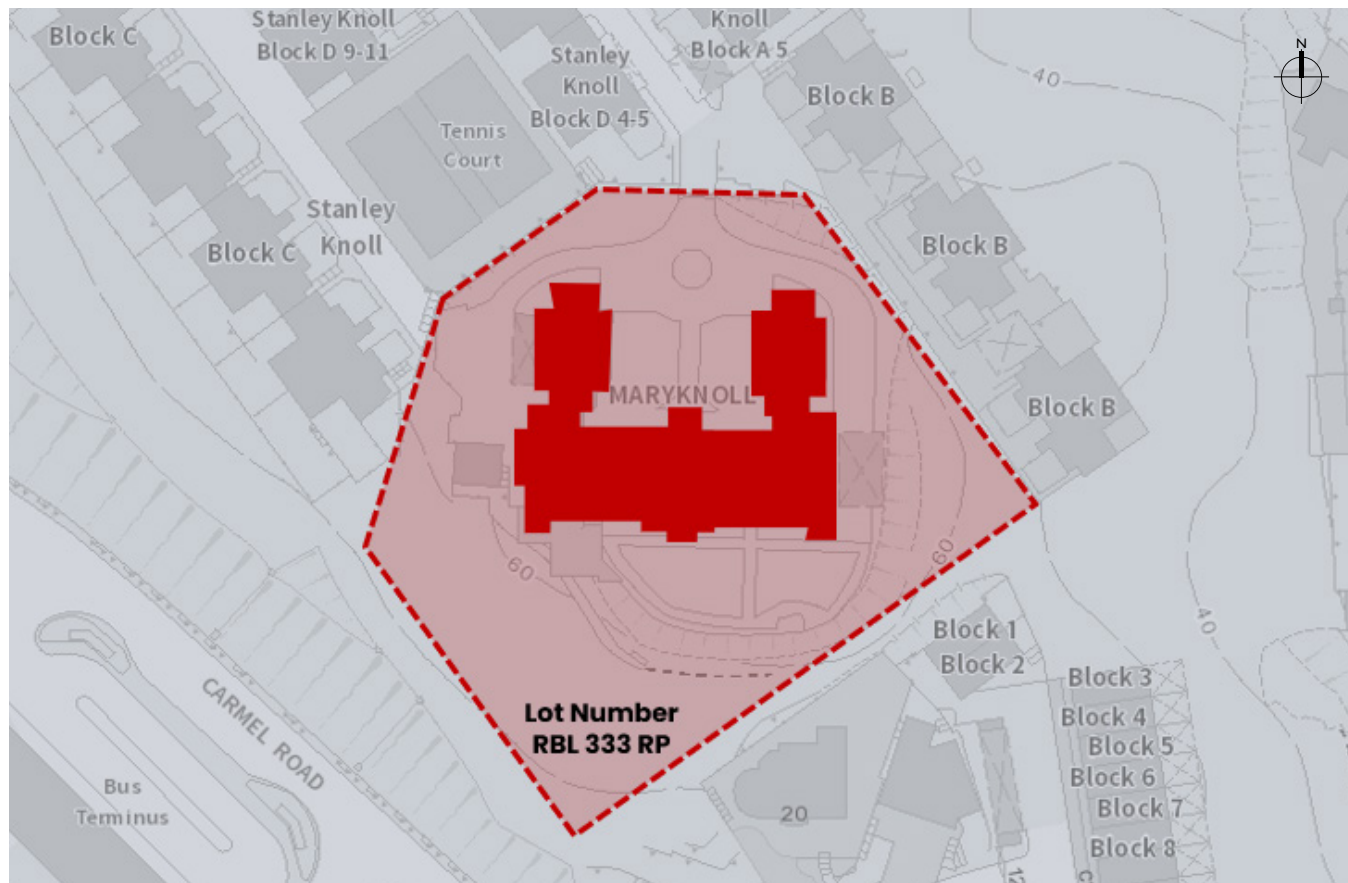 Block C
Stanley Knoll
Block D 9-11
Stanley
Knoll
Block D 4-5
Knoll
Block A 5
N
40
Block B
Tennis
Court
Stanley
Knoll
Block C
Block B
MARYKNOLL
Block B
60
60
40
Block 1
Block 2
Block 3
Block 4
Block 5
Block 6
Block 7
Block 8
CARMEL ROAD
Lot Number
RBL 333 RP
Bus
Terminus
20
12